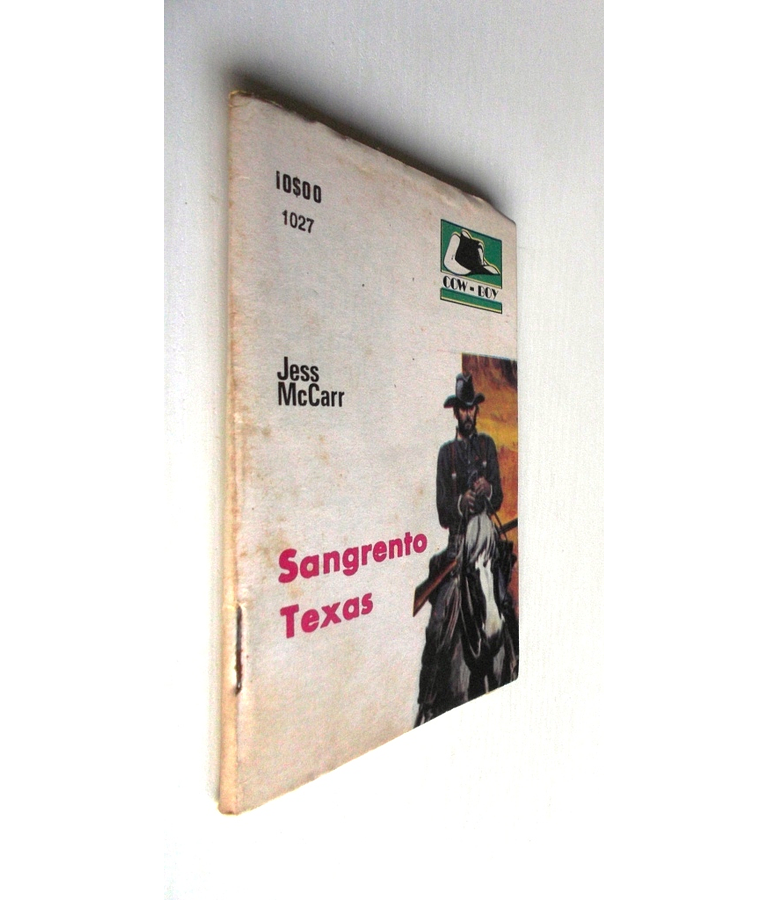 10$00
1027
COW-BOY
Jess
McCarr
Sangrento
Texas